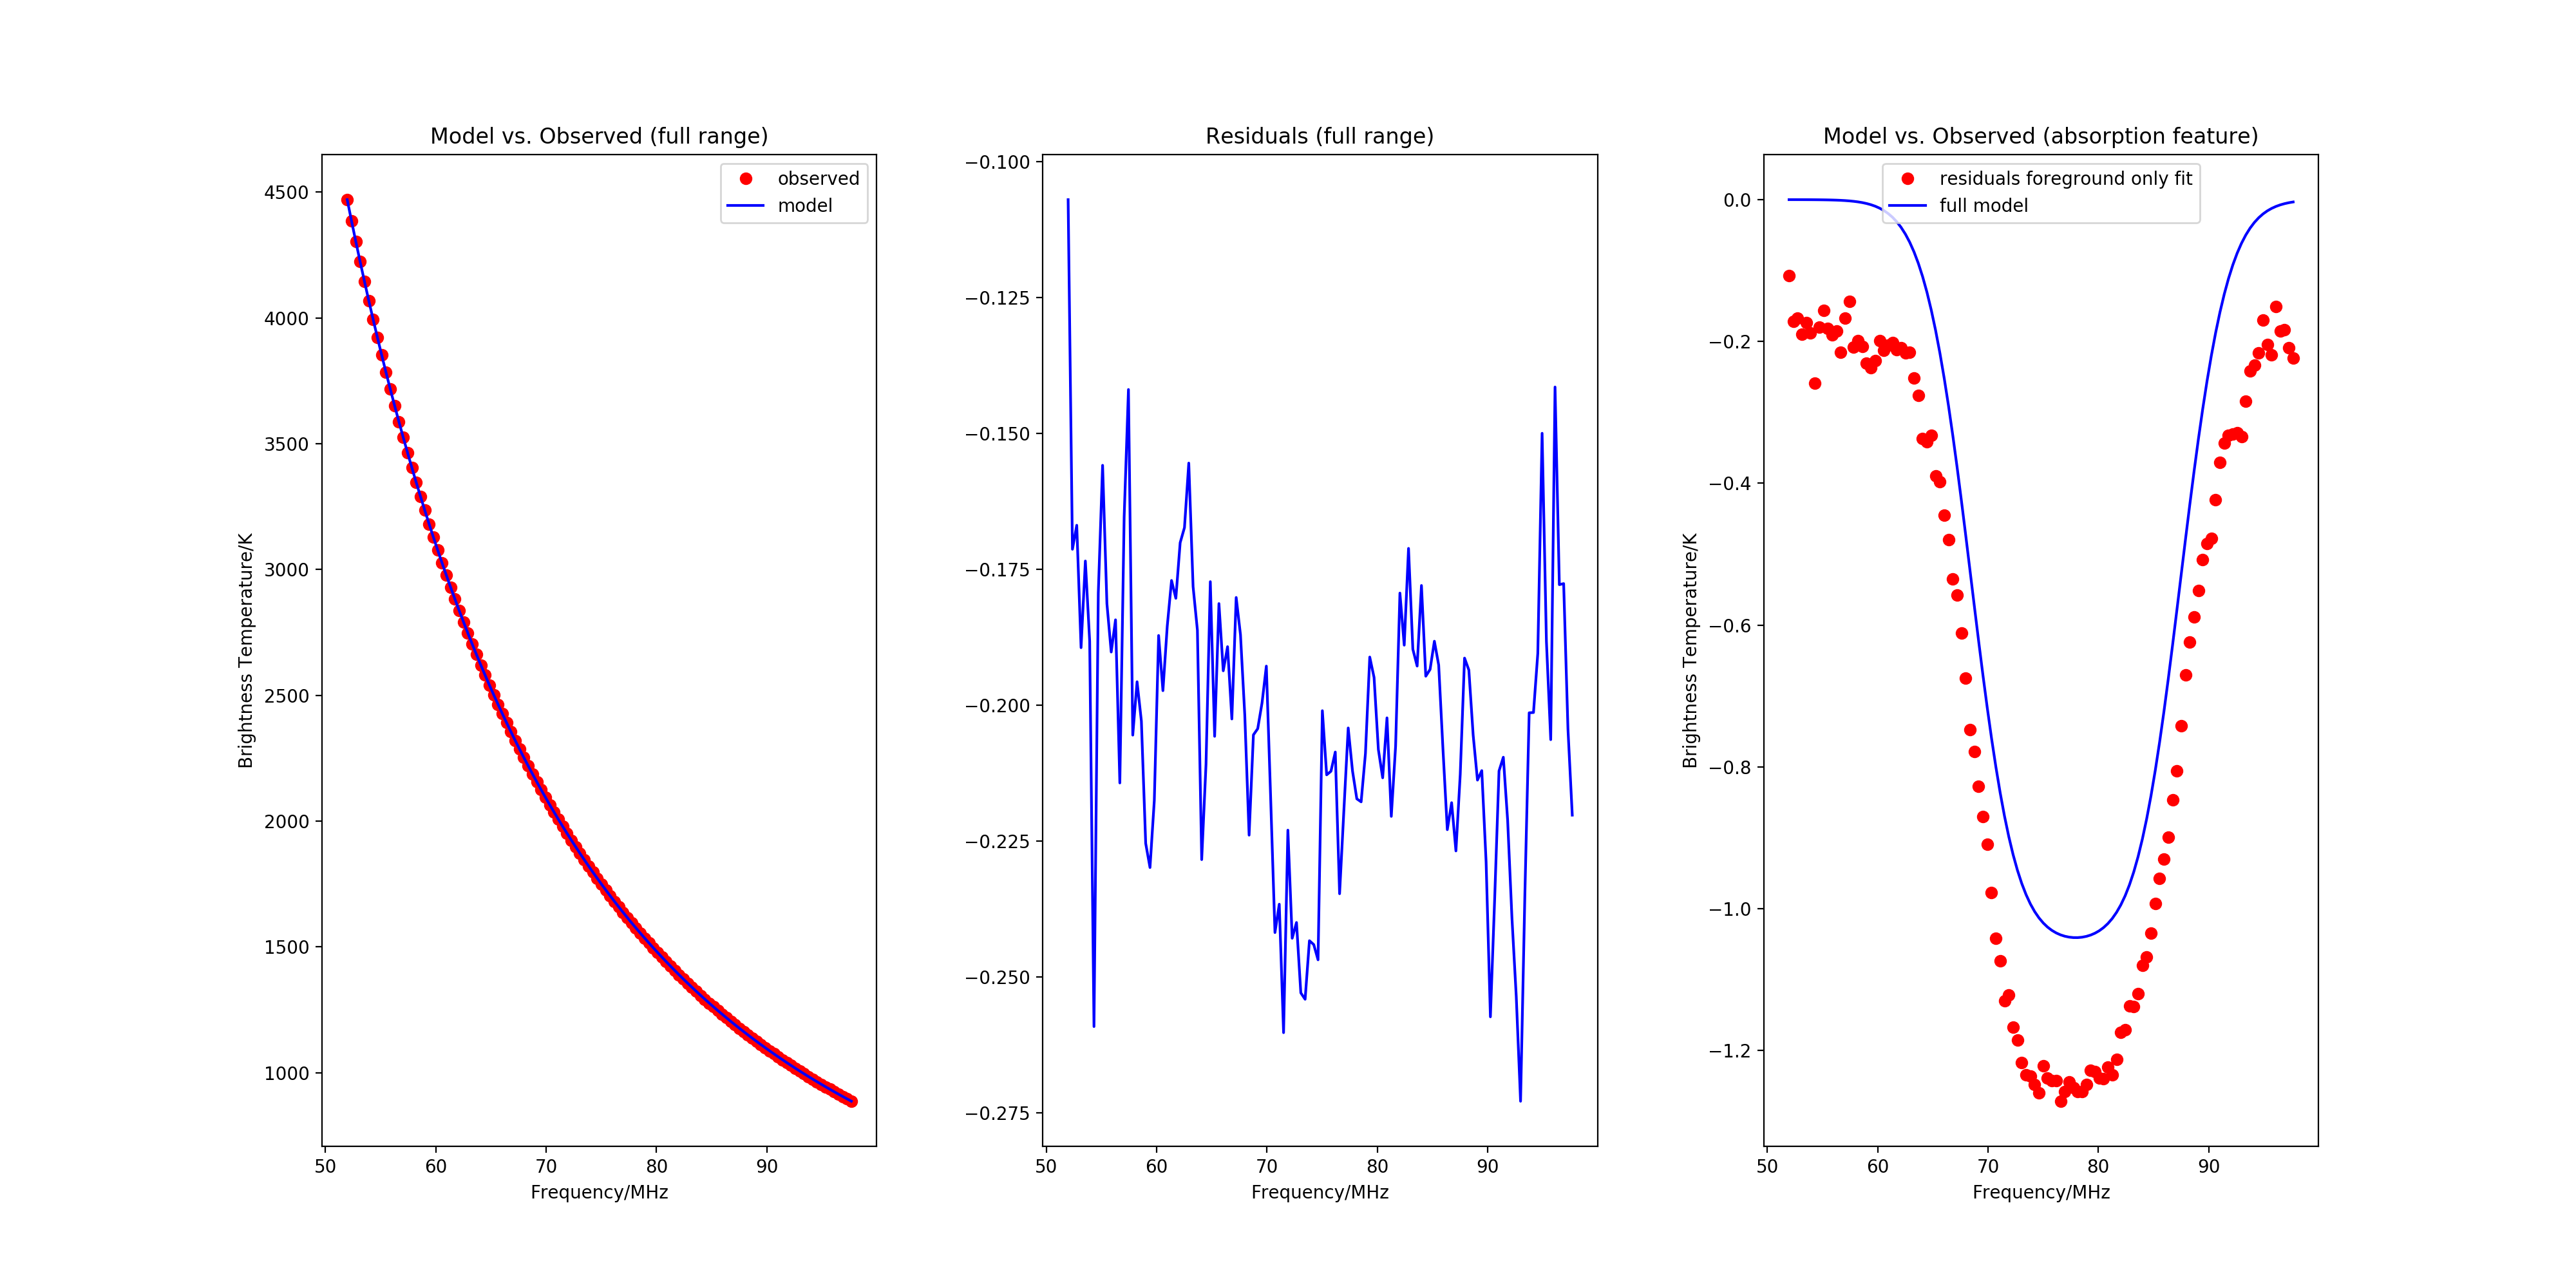 Model vs. Observed (full range)
observed
model
4500
4000
3500
3000
2500
2000
1500
1000
Brightness Temperature/K
50 60 70 80 90
Frequency/MHz
Residuals (full range)
−0.100
−0.125
−0.150
−0.175
−0.200
−0.225
−0.250
−0.275
50 60 70 80 90
Frequency/MHz
Model vs. Observed (absorption feature)
residuals foreground only fit
full model
0.0
−0.2
−0.4
−0.6
−0.8
−1.0
−1.2
Brightness Temperature/K
50 60 70 80 90
Frequency/MHz